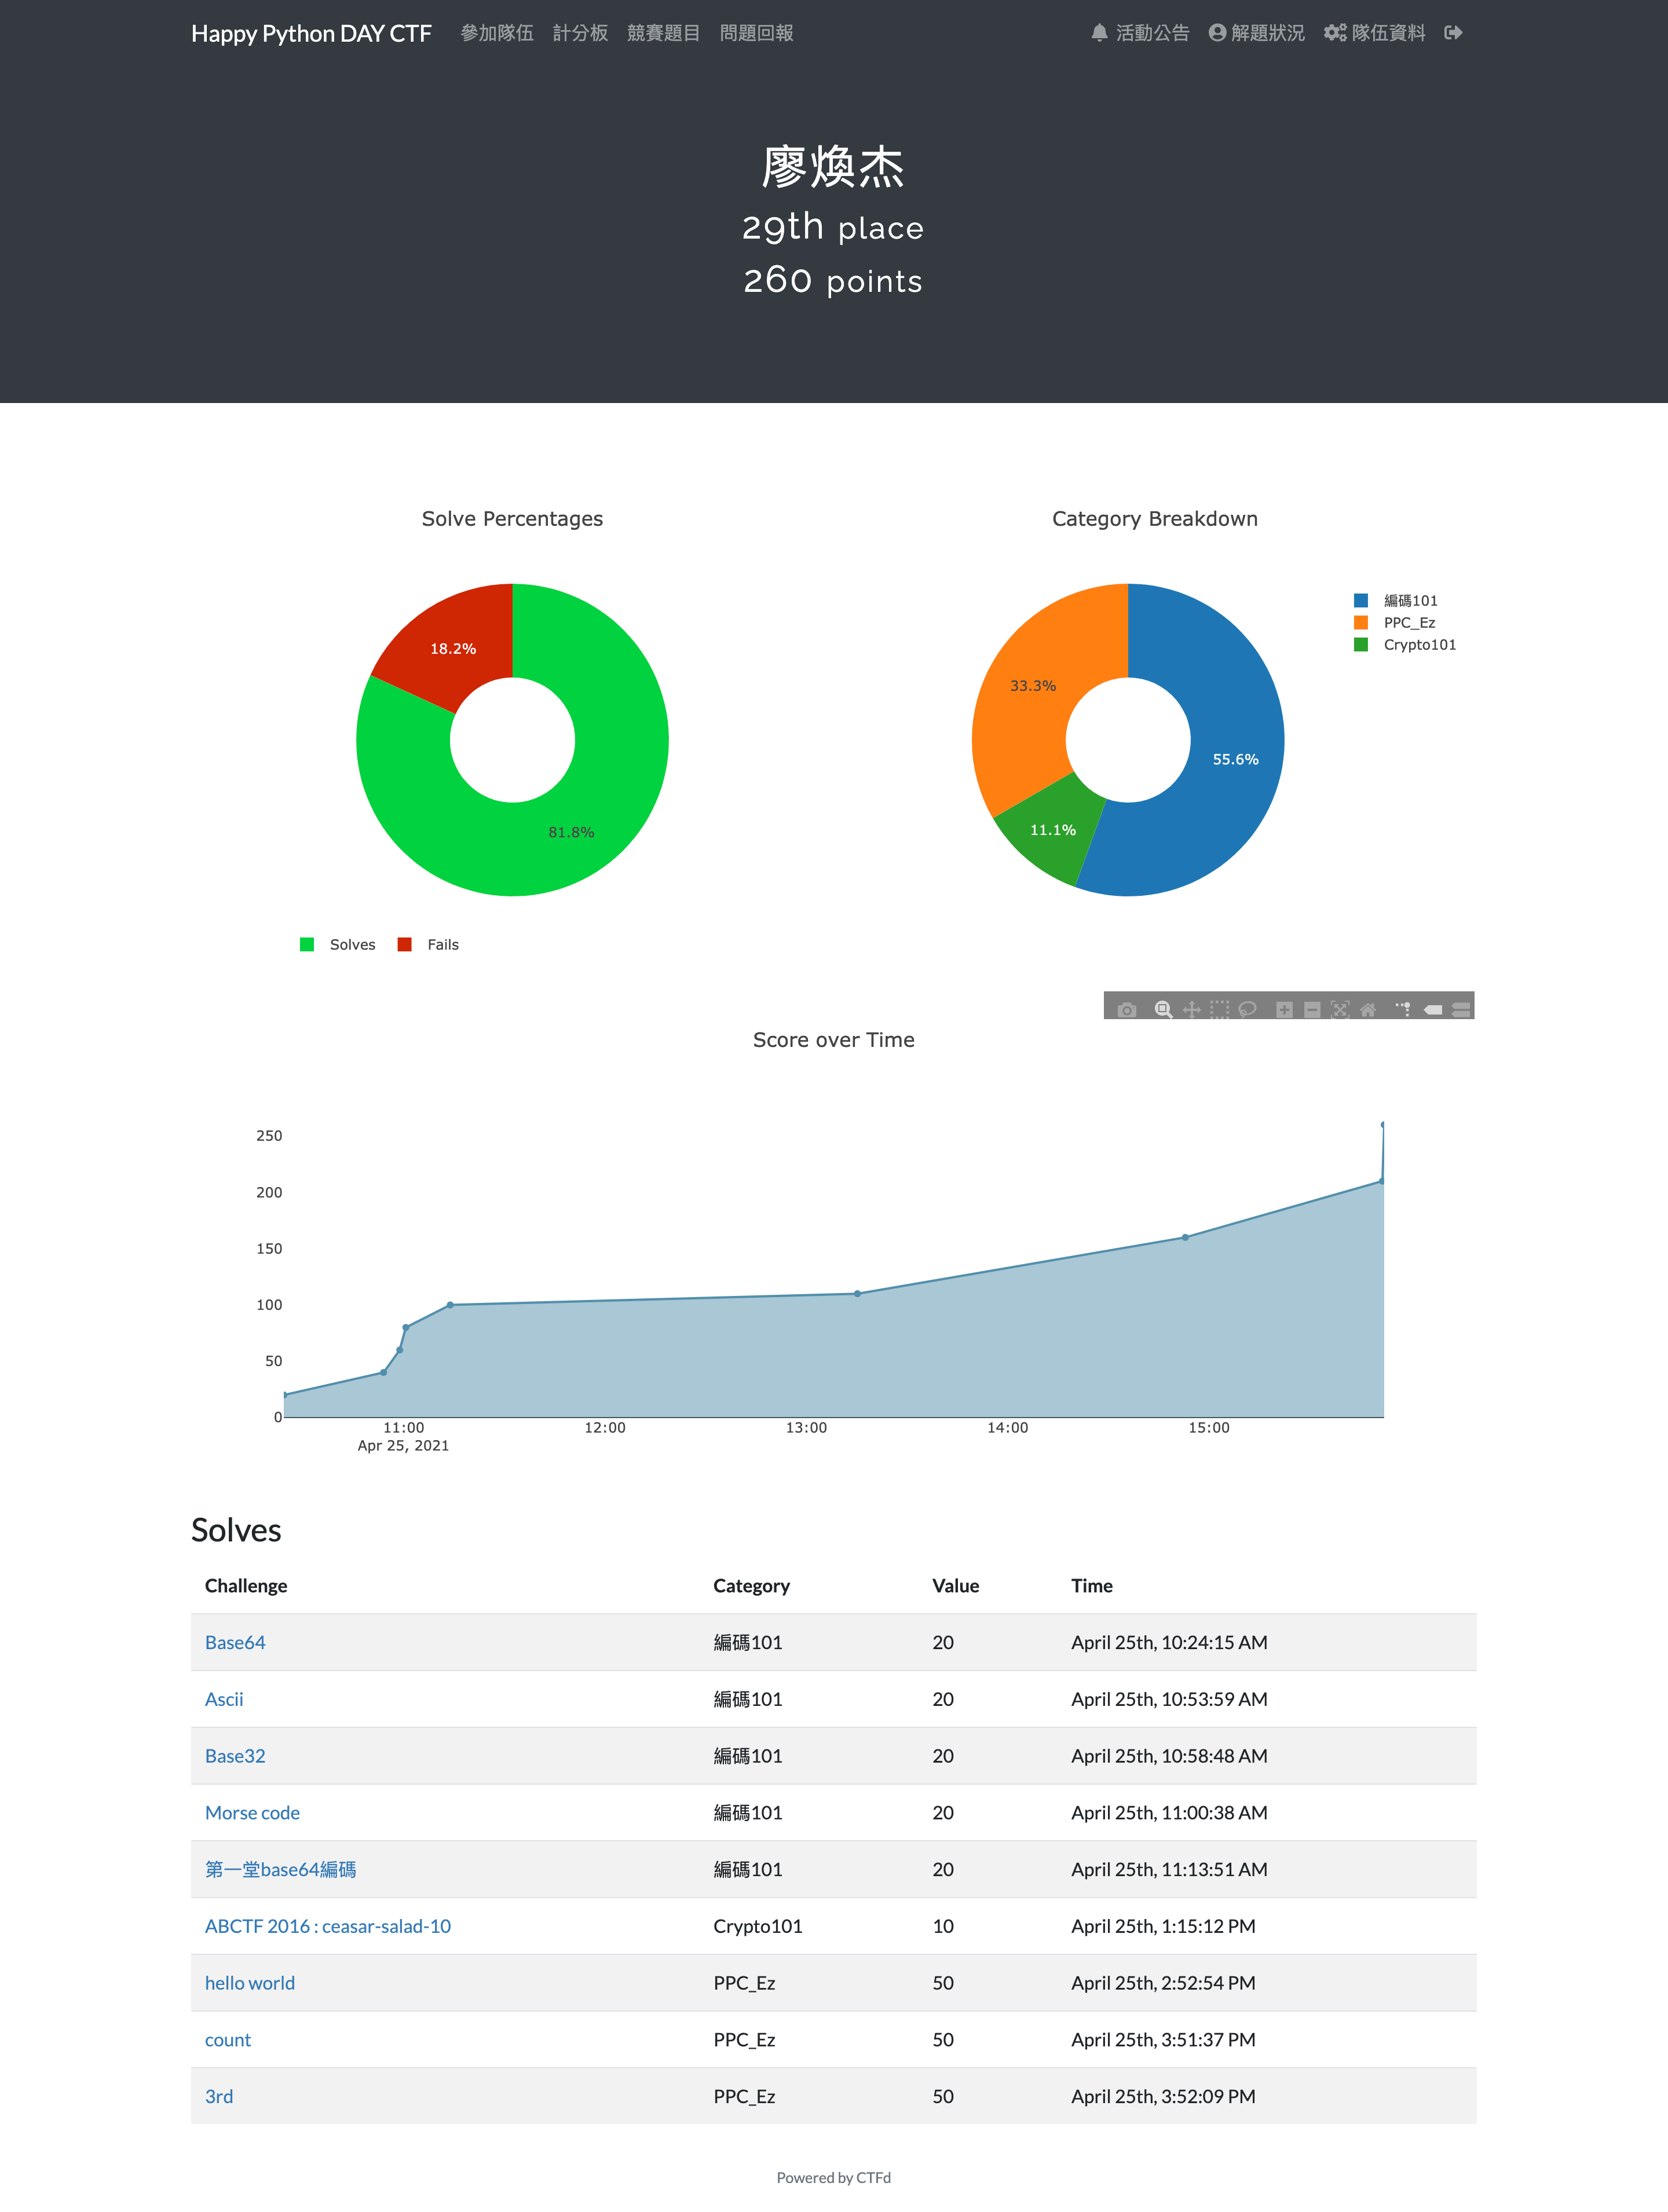 Happy Python DAY CTF 參加隊伍 計分板 競賽題目 問題回報 活動公告 解題狀況 隊伍資料
廖煥杰
29th place
260 points
Solve Percentages
18.2%
81.8%
Solves Fails
Category Breakdown
33.3%
55.6%
11.1%
編碼101
PPC_Ez
Crypto101
Score over Time
250
200
150
100
50
0
11:00 12:00 13:00 14:00 15:00
Apr 25, 2021
Solves
Challenge Category Value Time
Base64 編碼101 20 April 25th, 10:24:15 AM
Ascii 編碼101 20 April 25th, 10:53:59 AM
Base32 編碼101 20 April 25th, 10:58:48 AM
Morse code 編碼101 20 April 25th, 11:00:38 AM
第一堂base64編碼 編碼101 20 April 25th, 11:13:51 AM
ABCTF 2016 : ceasar-salad-10 Crypto101 10 April 25th, 1:15:12 PM
hello world PPC_Ez 50 April 25th, 2:52:54 PM
count PPC_Ez 50 April 25th, 3:51:37 PM
3rd PPC_Ez 50 April 25th, 3:52:09 PM
Powered by CTFd